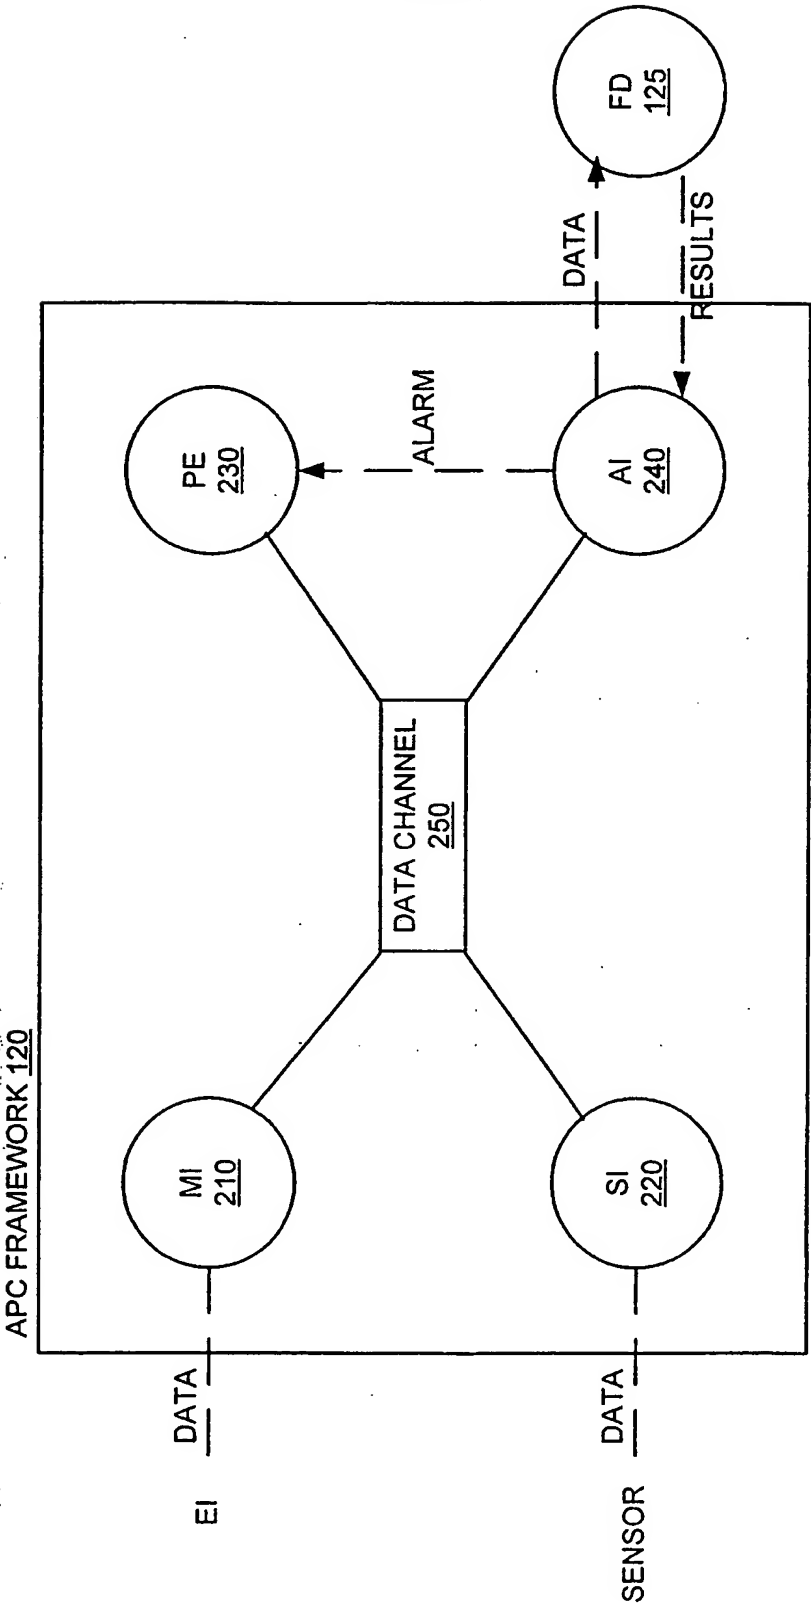 APC FRAMEWORK 120
EI
DATA
MI
210
PE
230
DATA CHANNEL
250
ALARM
SENSOR
DATA
SI
220
AI
240
DATA
RESULTS
FD
125